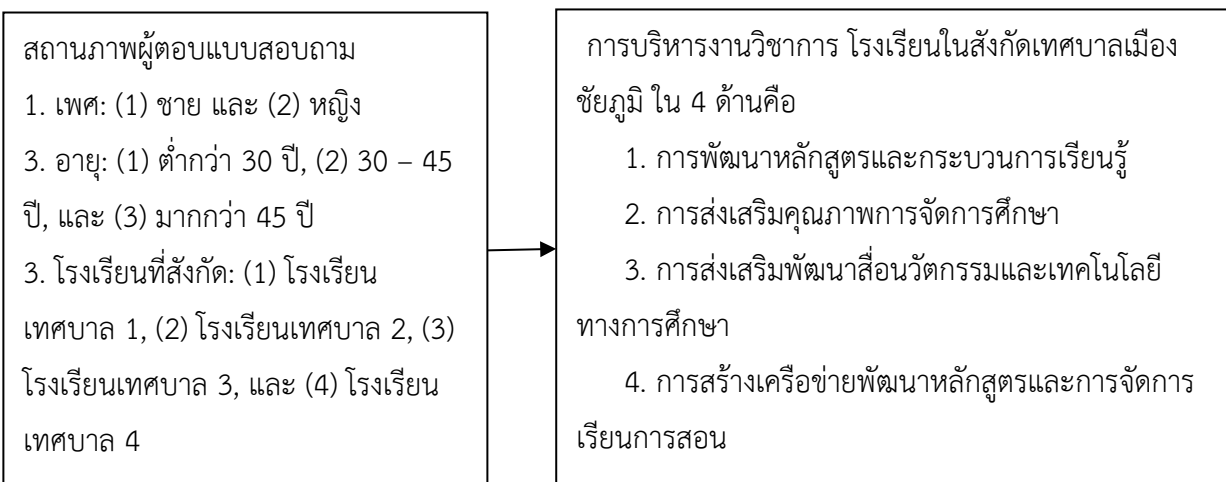 สถานภาพผู้ตอบแบบสอบถาม
1. เพศ: (1) ชาย และ (2) หญิง
3. อายุ: (1) ต่ำกว่า 30 ปี, (2) 30 – 45
ปี, และ (3) มากกว่า 45 ปี
3. โรงเรียนที่สังกัด: (1) โรงเรียน
เทศบาล 1, (2) โรงเรียนเทศบาล 2, (3)
โรงเรียนเทศบาล 3, และ (4) โรงเรียน
เทศบาล 4
การบริหารงานวิชาการ โรงเรียนในสังกัดเทศบาลเมือง
ชัยภูมิ ใน 4 ด้านคือ
1. การพัฒนาหลักสูตรและกระบวนการเรียนรู้
2. การส่งเสริมคุณภาพการจัดการศึกษา
3. การส่งเสริมพัฒนาสื่อนวัตกรรมและเทคโนโลยี
ทางการศึกษา
4. การสร้างเครือข่ายพัฒนาหลักสูตรและการจัดการ
เรียนการสอน